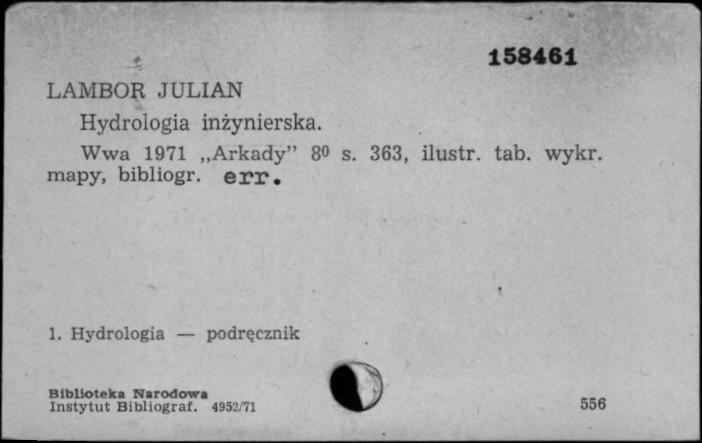 158461
LAMBOR JULIAN
Hydrologia inżynierska.
Wwa 1971 „Arkady” 8⁰ s. 363, ilustr. tab. wykr.
mapy, bibliogr. err.
1. Hydrologia — podręcznik
Biblioteka Narodowa
Instytut Bibliograf. 4952/71
556